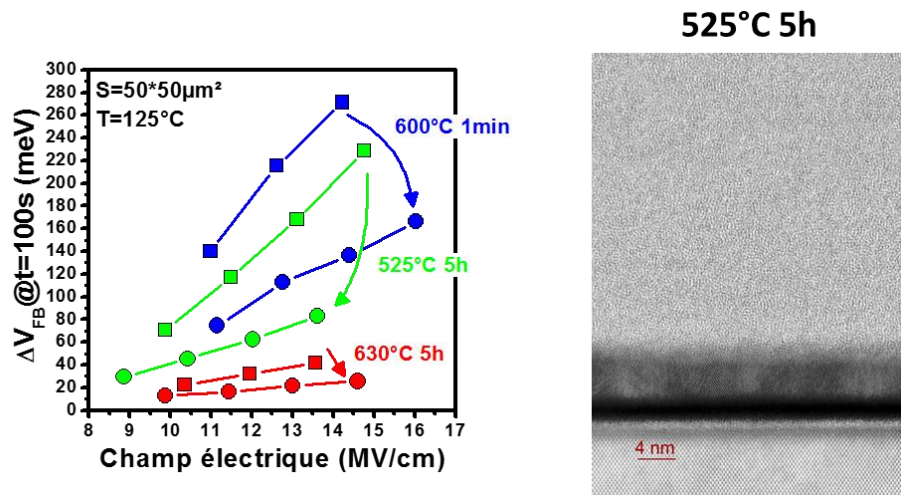 525°C 5h
300
280
260
240
220
200
180
160
140
120
100
80
60
40
20
0
ΔVFB@t=100s (meV)
S=50*50µm²
T=125°C
600°C 1min
525°C 5h
630°C 5h
8 9 10 11 12 13 14 15 16 17
Champ électrique (MV/cm)
4 nm